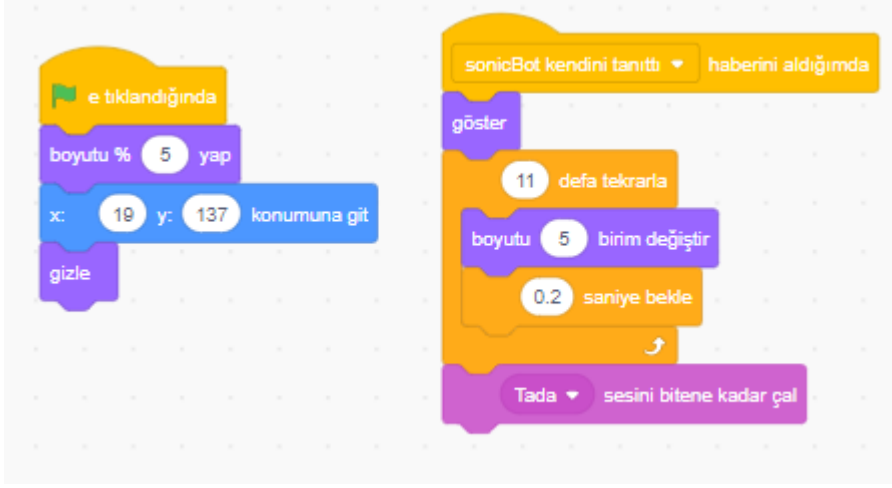 e tıklandığında
boyutu % 5 yap
x: 19 y: 137 konumuna git
gizle
sonicBot kendini tanıttı haberini aldığımda
göster
11 defa tekrarla
boyutu 5 birim değiştir
0.2 saniye bekle
Tada sesini bitene kadar çal